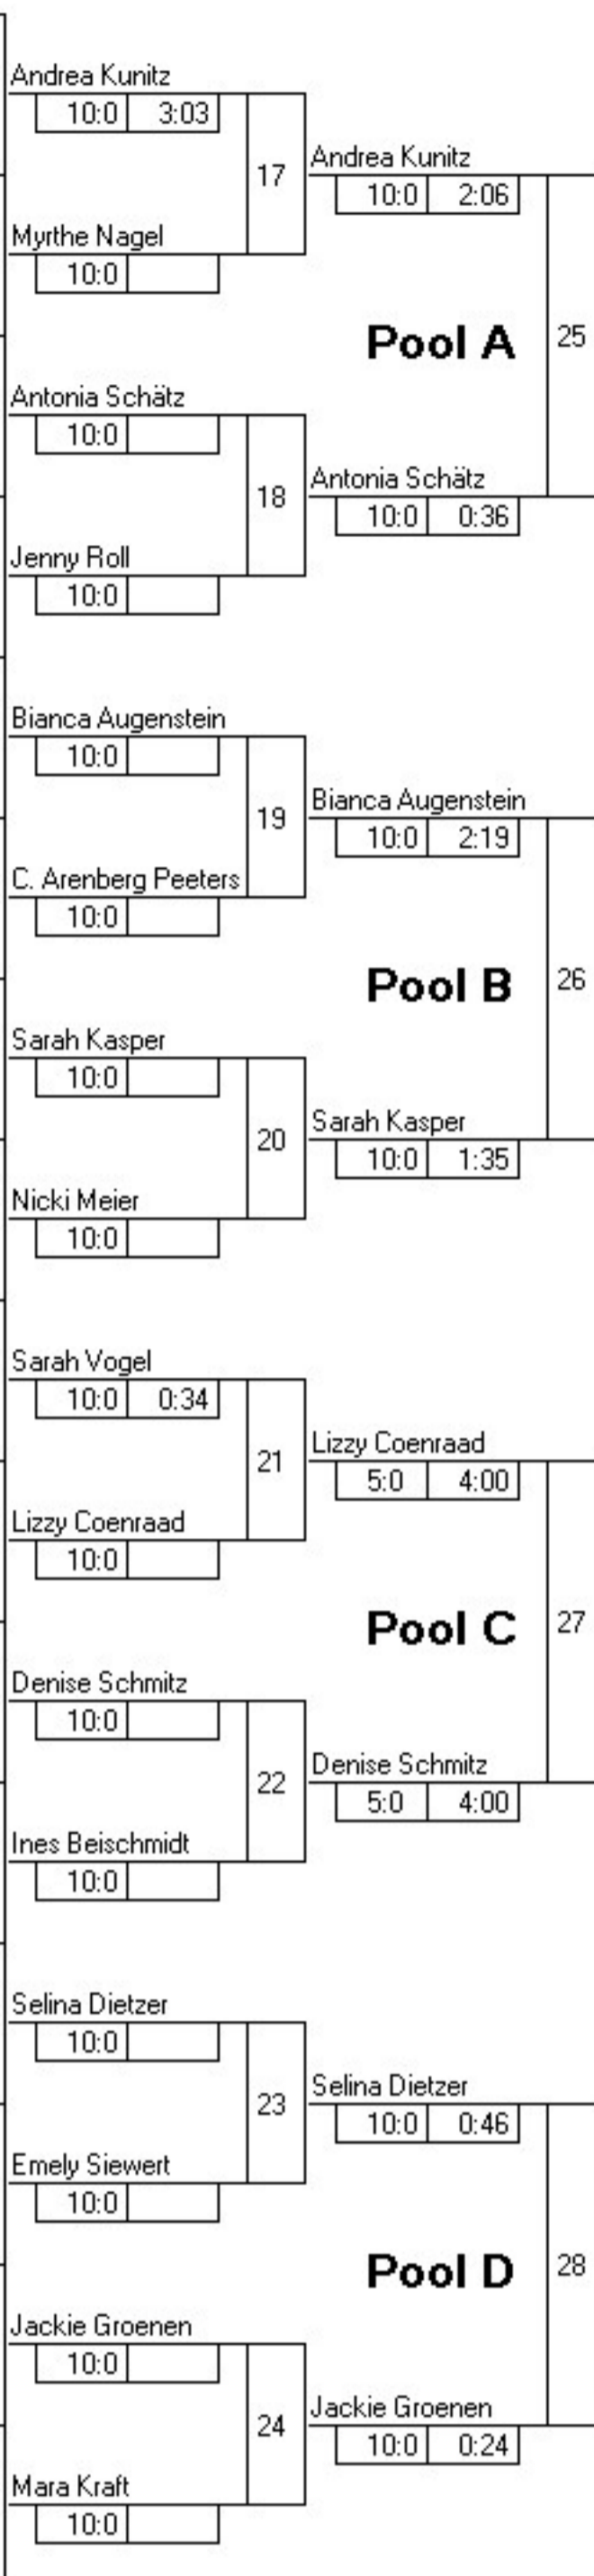 Andrea Kunitz
10:0 3:03
17
Andrea Kunitz
10:0 2:06
Myrthe Nagel
10:0
Pool A
25
Antonia Schätz
10:0
18
Antonia Schätz
10:0 0:36
Jenny Roll
10:0
Bianca Augenstein
10:0
19
Bianca Augenstein
10:0 2:19
C. Arenberg Peeters
10:0
Pool B
26
Sarah Kasper
10:0
20
Sarah Kasper
10:0 1:35
Nicki Meier
10:0
Sarah Vogel
10:0 0:34
21
Lizzy Coenraad
5:0 4:00
Lizzy Coenraad
10:0
Pool C
27
Denise Schmitz
10:0
22
Denise Schmitz
5:0 4:00
Ines Beischmidt
10:0
Selina Dietzer
10:0
23
Selina Dietzer
10:0 0:46
Emely Siewert
10:0
Pool D
28
Jackie Groenen
10:0
24
Jackie Groenen
10:0 0:24
Mara Kraft
10:0